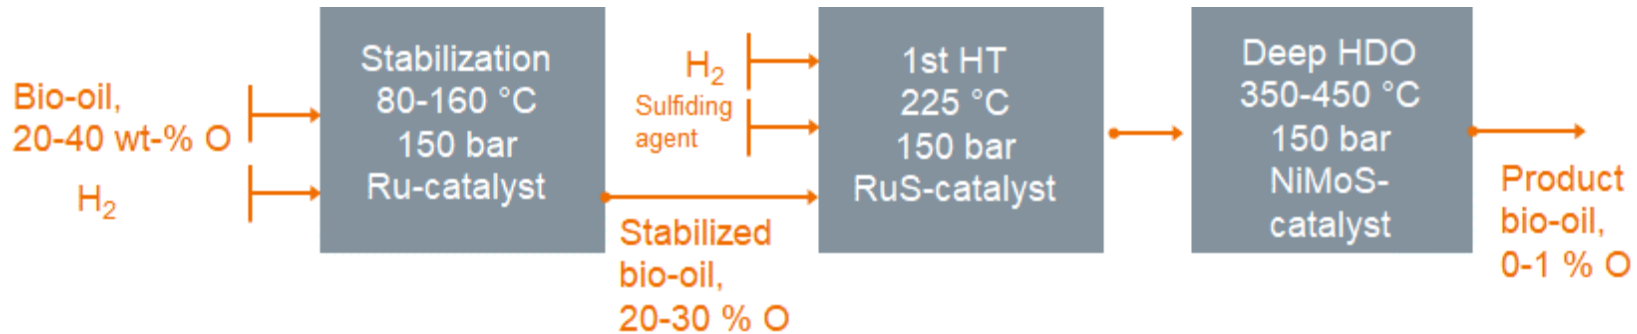 Bio-oil,
20-40 wt-% O
H2
Stabilization
80-160 °C
150 bar
Ru-catalyst
Stabilized
bio-oil,
20-30 % O
H2
Sulfiding
agent
1st HT
225 °C
150 bar
RuS-catalyst
Deep HDO
350-450 °C
150 bar
NiMoS-
catalyst
Product
bio-oil,
0-1 % O